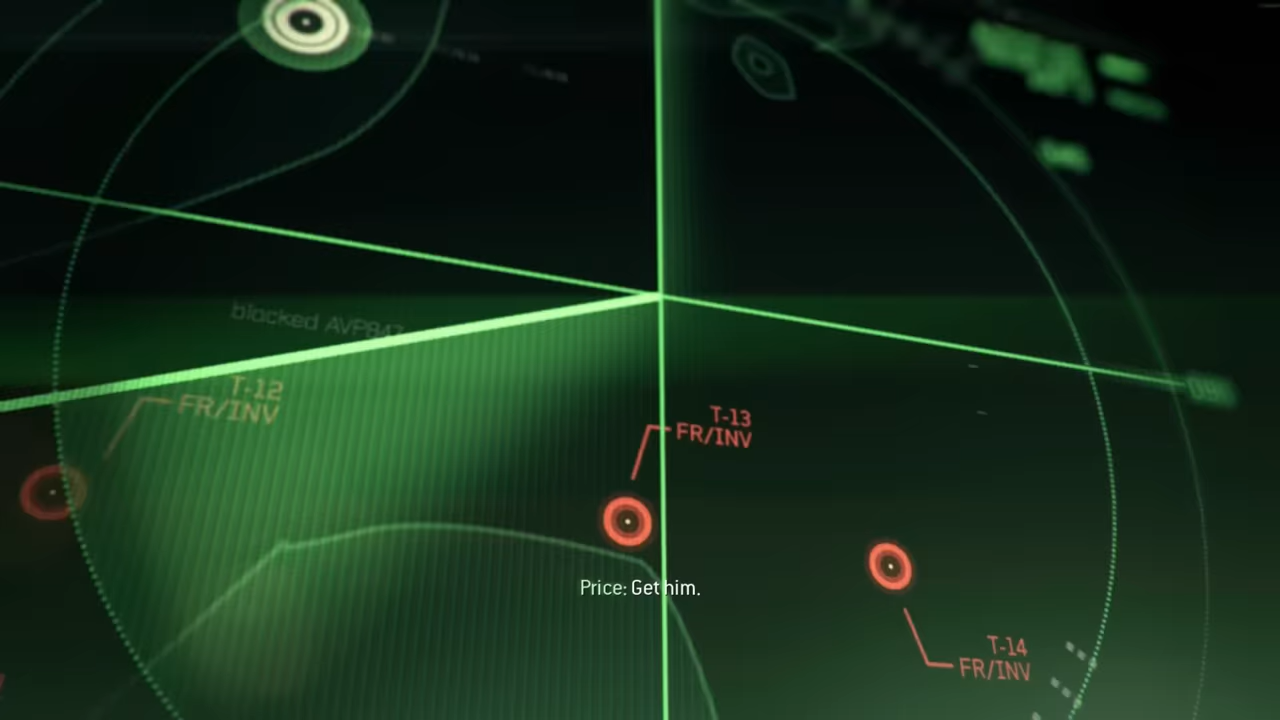 blocked AVP847
T-12
FR/INV
T-13
FR/INV
Price: Get him.
T-14
FR/INV